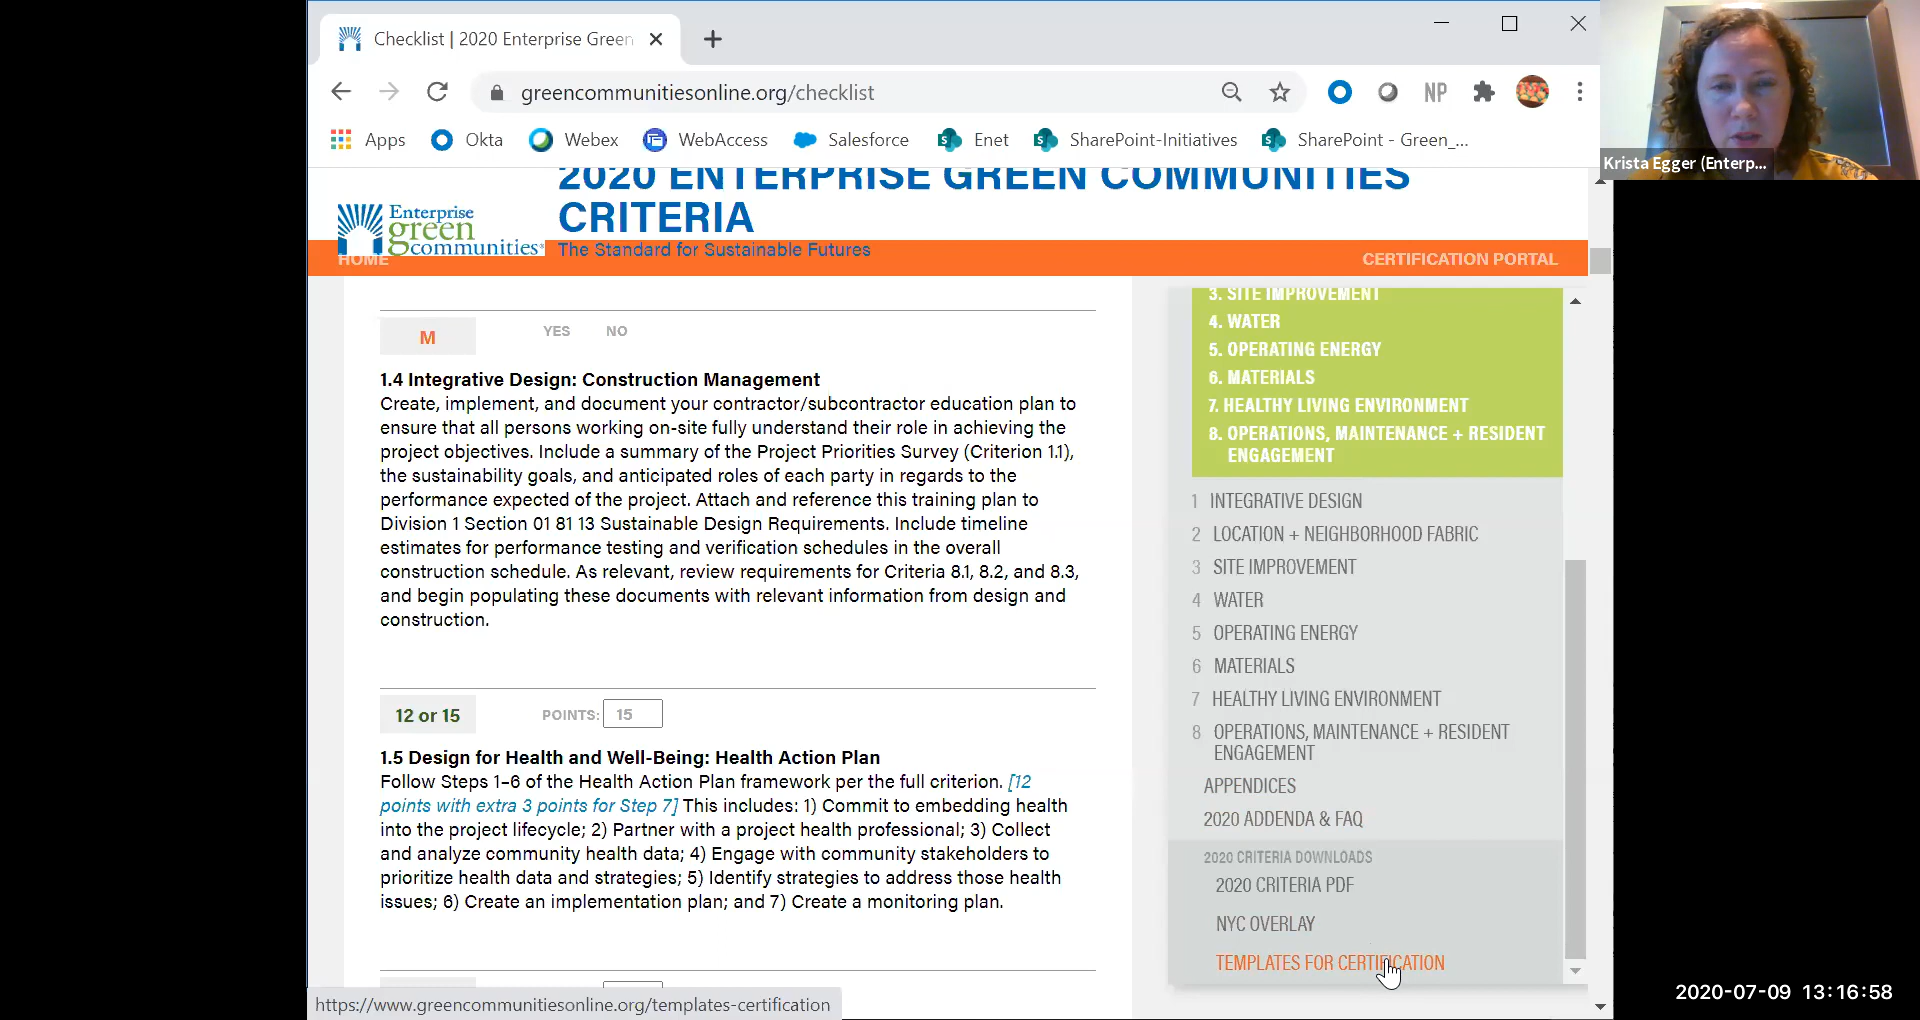 Checklist | 2020 Enterprise Green
greencommunitiesonline.org/checklist
NP
Apps
Okta
Webex
WebAccess
Salesforce
Enet
SharePoint-Initiatives
SharePoint - Green_...
Krista Egger (Enterp...
2020 ENTERPRISE GREEN COMMUNITIES
CRITERIA
The Standard for Sustainable Futures
Enterprise
green
communities
HOME
CERTIFICATION PORTAL
M
YES NO
1.4 Integrative Design: Construction Management
Create, implement, and document your contractor/subcontractor education plan to
ensure that all persons working on-site fully understand their role in achieving the
project objectives. Include a summary of the Project Priorities Survey (Criterion 1.1),
the sustainability goals, and anticipated roles of each party in regards to the
performance expected of the project. Attach and reference this training plan to
Division 1 Section 01 81 13 Sustainable Design Requirements. Include timeline
estimates for performance testing and verification schedules in the overall
construction schedule. As relevant, review requirements for Criteria 8.1, 8.2, and 8.3,
and begin populating these documents with relevant information from design and
construction.
12 or 15
POINTS: 15
1.5 Design for Health and Well-Being: Health Action Plan
Follow Steps 1–6 of the Health Action Plan framework per the full criterion. [12
points with extra 3 points for Step 7] This includes: 1) Commit to embedding health
into the project lifecycle; 2) Partner with a project health professional; 3) Collect
and analyze community health data; 4) Engage with community stakeholders to
prioritize health data and strategies; 5) Identify strategies to address those health
issues; 6) Create an implementation plan; and 7) Create a monitoring plan.
3. SITE IMPROVEMENT
4. WATER
5. OPERATING ENERGY
6. MATERIALS
7. HEALTHY LIVING ENVIRONMENT
8. OPERATIONS, MAINTENANCE + RESIDENT
ENGAGEMENT
1 INTEGRATIVE DESIGN
2 LOCATION + NEIGHBORHOOD FABRIC
3 SITE IMPROVEMENT
4 WATER
5 OPERATING ENERGY
6 MATERIALS
7 HEALTHY LIVING ENVIRONMENT
8 OPERATIONS, MAINTENANCE + RESIDENT
ENGAGEMENT
APPENDICES
2020 ADDENDA & FAQ
2020 CRITERIA DOWNLOADS
2020 CRITERIA PDF
NYC OVERLAY
TEMPLATES FOR CERTIFICATION
https://www.greencommunitiesonline.org/templates-certification
2020-07-09 13:16:58